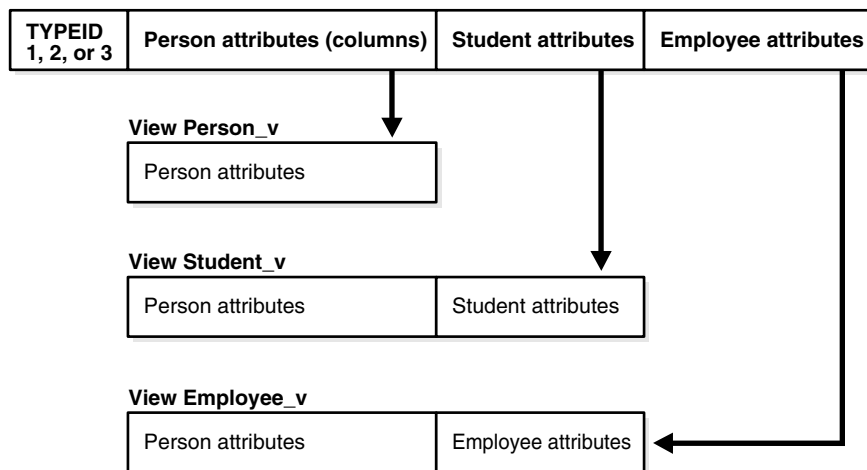 TYPEID
1, 2, or 3
Person attributes (columns)
Student attributes
Employee attributes
View Person_v
Person attributes
View Student_v
Person attributes
Student attributes
View Employee_v
Person attributes
Employee attributes